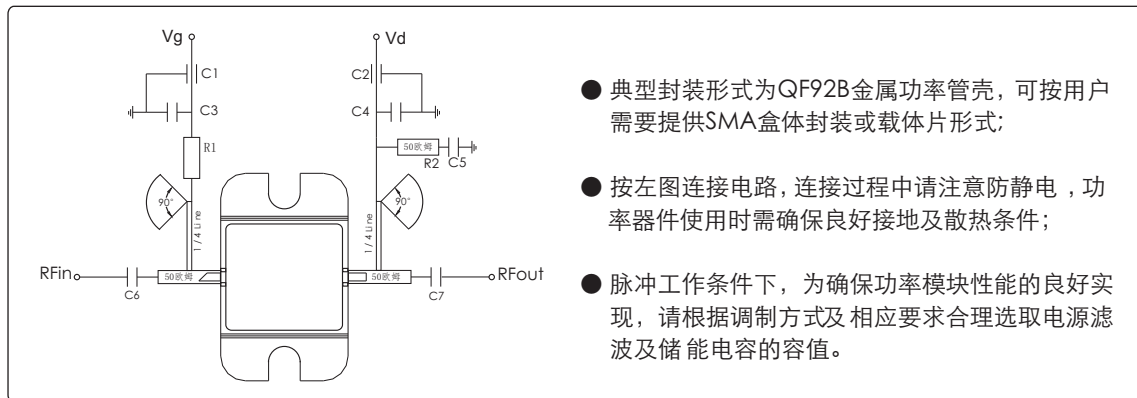 Vg
Vd
C1
C2
C3
C4
R1
50欧姆
R2
C5
90°
90°
1/4Line
1/4Line
RFin
50欧姆
50欧姆
RFout
C6
C7
● 典型封装形式为QF92B金属功率管壳，可按用户
需要提供SMA盒体封装或载体片形式;
● 按左图连接电路，连接过程中请注意防静电，功
率器件使用时需确保良好接地及散热条件；
● 脉冲工作条件下，为确保功率模块性能的良好实
现，请根据调制方式及相应要求合理选取电源滤
波及储能电容的容值。